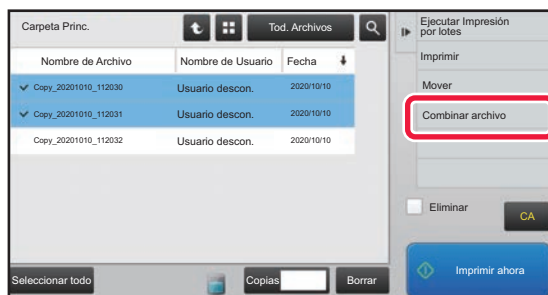 Carpeta Princ.
Tod. Archivos
Nombre de Archivo
Nombre de Usuario
Fecha
Copy_20201010_112030
Usuario descon.
2020/10/10
Copy_20201010_112031
Usuario descon.
2020/10/10
Copy_20201010_112032
Usuario descon.
2020/10/10
Seleccionar todo
Copias
Borrar
Ejecutar Impresión
por lotes
Imprimir
Mover
Combinar archivo
Eliminar
CA
Imprimir ahora